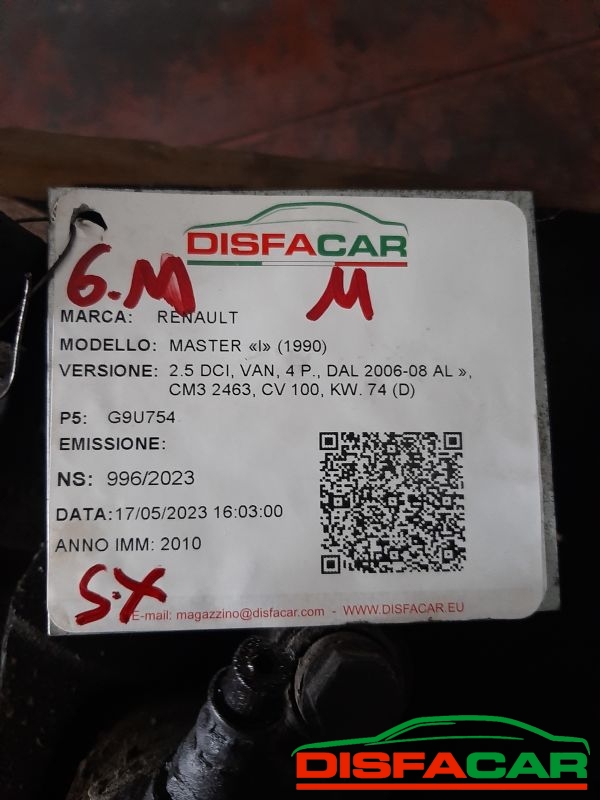 DISFACAR
G.M M
MARCA: RENAULT
MODELLO: MASTER «I» (1990)
VERSIONE: 2.5 DCI, VAN, 4 P., DAL 2006-08 AL »,
CM3 2463, CV 100, KW. 74 (D)
P5: G9U754
EMISSIONE:
NS: 996/2023
DATA:17/05/2023 16:03:00
ANNO IMM: 2010
S.X
E-mail: magazzino@disfacar.com - WWW.DISFACAR.EU
DISFACAR